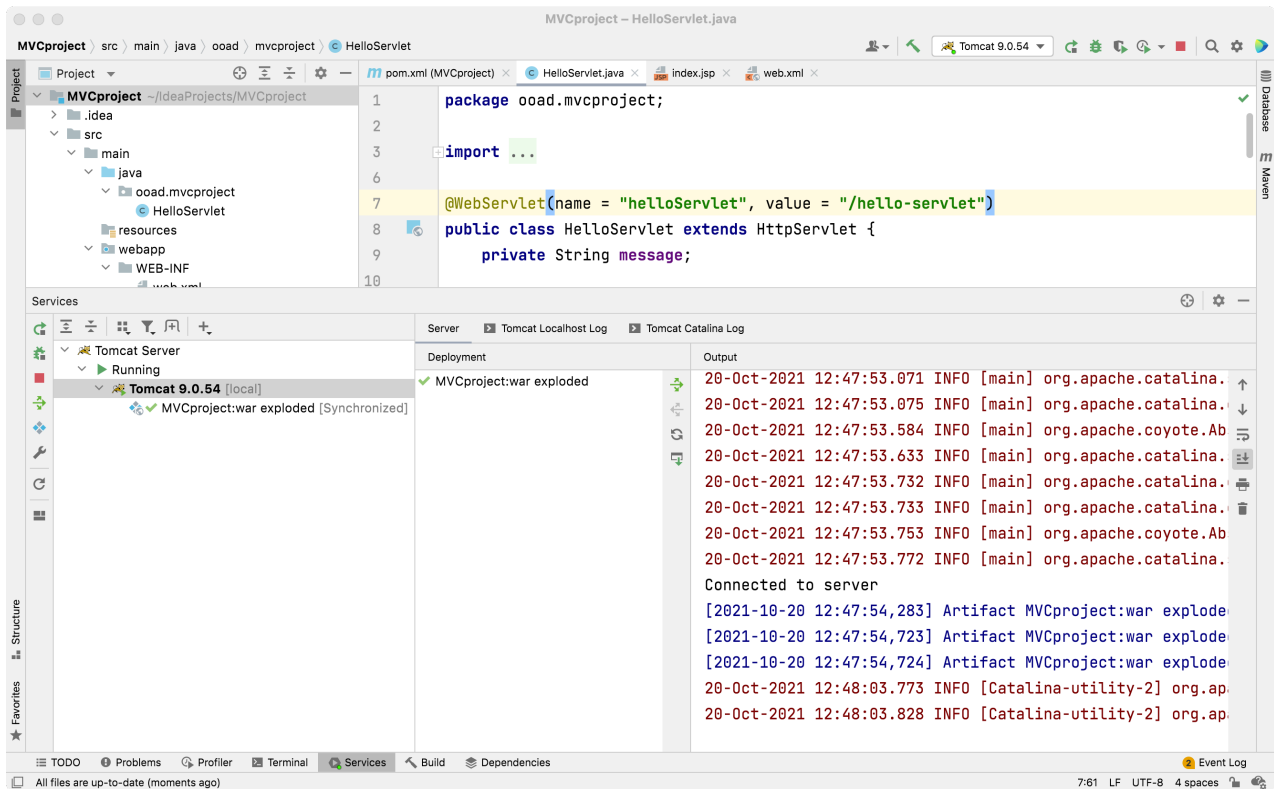 MVCproject – HelloServlet.java
MVCproject src main java ooad mvcproject C HelloServlet
Tomcat 9.0.54
Project
Project
m pom.xml (MVCproject) C HelloServlet.java JSP index.jsp web.xml
MVCproject ~/IdeaProjects/MVCproject
.idea
src
main
java
ooad.mvcproject
C HelloServlet
resources
webapp
WEB-INF
1 package ooad.mvcproject;
2
3 import ...
6
7 @WebServlet(name = "helloServlet", value = "/hello-servlet")
8 public class HelloServlet extends HttpServlet {
9 private String message;
10
Database
m Maven
Services
Server Tomcat Localhost Log Tomcat Catalina Log
Tomcat Server
Running
Tomcat 9.0.54 [local]
MVCproject:war exploded [Synchronized]
Deployment
MVCproject:war exploded
Output
20-Oct-2021 12:47:53.071 INFO [main] org.apache.catalina.
20-Oct-2021 12:47:53.075 INFO [main] org.apache.catalina.
20-Oct-2021 12:47:53.584 INFO [main] org.apache.coyote.Ab
20-Oct-2021 12:47:53.633 INFO [main] org.apache.catalina.
20-Oct-2021 12:47:53.732 INFO [main] org.apache.catalina.
20-Oct-2021 12:47:53.733 INFO [main] org.apache.catalina.
20-Oct-2021 12:47:53.753 INFO [main] org.apache.coyote.Ab
20-Oct-2021 12:47:53.772 INFO [main] org.apache.catalina.
Connected to server
[2021-10-20 12:47:54,283] Artifact MVCproject:war explode
[2021-10-20 12:47:54,723] Artifact MVCproject:war explode
[2021-10-20 12:47:54,724] Artifact MVCproject:war explode
20-Oct-2021 12:48:03.773 INFO [Catalina-utility-2] org.ap
20-Oct-2021 12:48:03.828 INFO [Catalina-utility-2] org.ap
Structure
Favorites
TODO Problems Profiler Terminal Services Build Dependencies 2 Event Log
All files are up-to-date (moments ago) 7:61 LF UTF-8 4 spaces